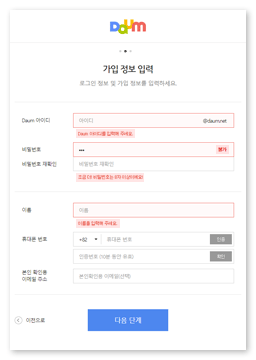 Daum
가입 정보 입력
로그인 정보 및 가입 정보를 입력하세요.
Daum 아이디
아이디
@daum.net
Daum 아이디를 입력해 주세요.
비밀번호
•••
불가
비밀번호 재확인
비밀번호 재확인
조금 더! 비밀번호는 8자 이상이에요!
이름
이름
이름을 입력해 주세요.
휴대폰 번호
+82
휴대폰 번호
인증
인증번호 (10분 동안 유효)
확인
본인 확인용
이메일 주소
본인확인용 이메일(선택)
이전으로
다음 단계